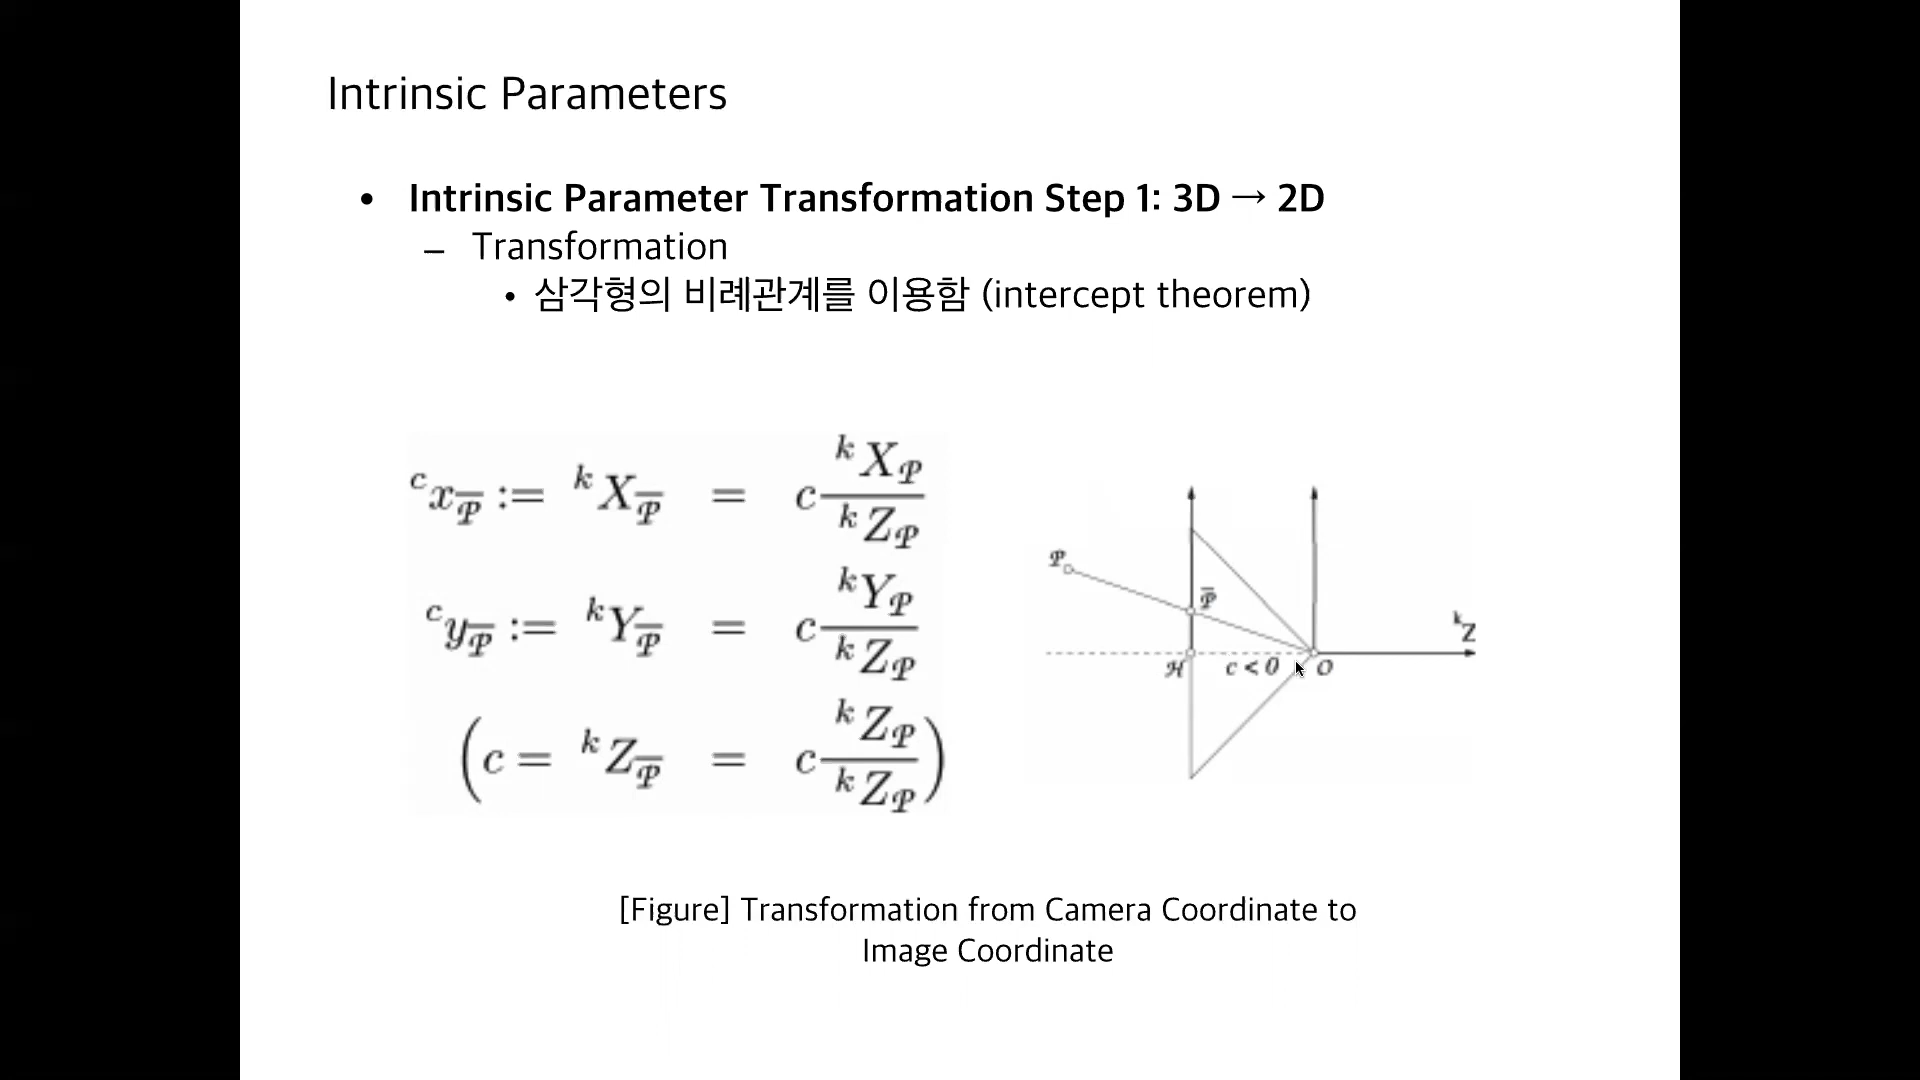 Intrinsic Parameters
• Intrinsic Parameter Transformation Step 1: 3D → 2D
– Transformation
• 삼각형의 비례관계를 이용함 (intercept theorem)
ᶜx_𝒫̅ := ᵏX_𝒫̅ = c ᵏX_𝒫 / ᵏZ_𝒫
ᶜy_𝒫̅ := ᵏY_𝒫̅ = c ᵏY_𝒫 / ᵏZ_𝒫
(c = ᵏZ_𝒫̅ = c ᵏZ_𝒫 / ᵏZ_𝒫)
𝒫
𝒫̅
ᵏZ
ℋ c < 0 O
[Figure] Transformation from Camera Coordinate to
Image Coordinate